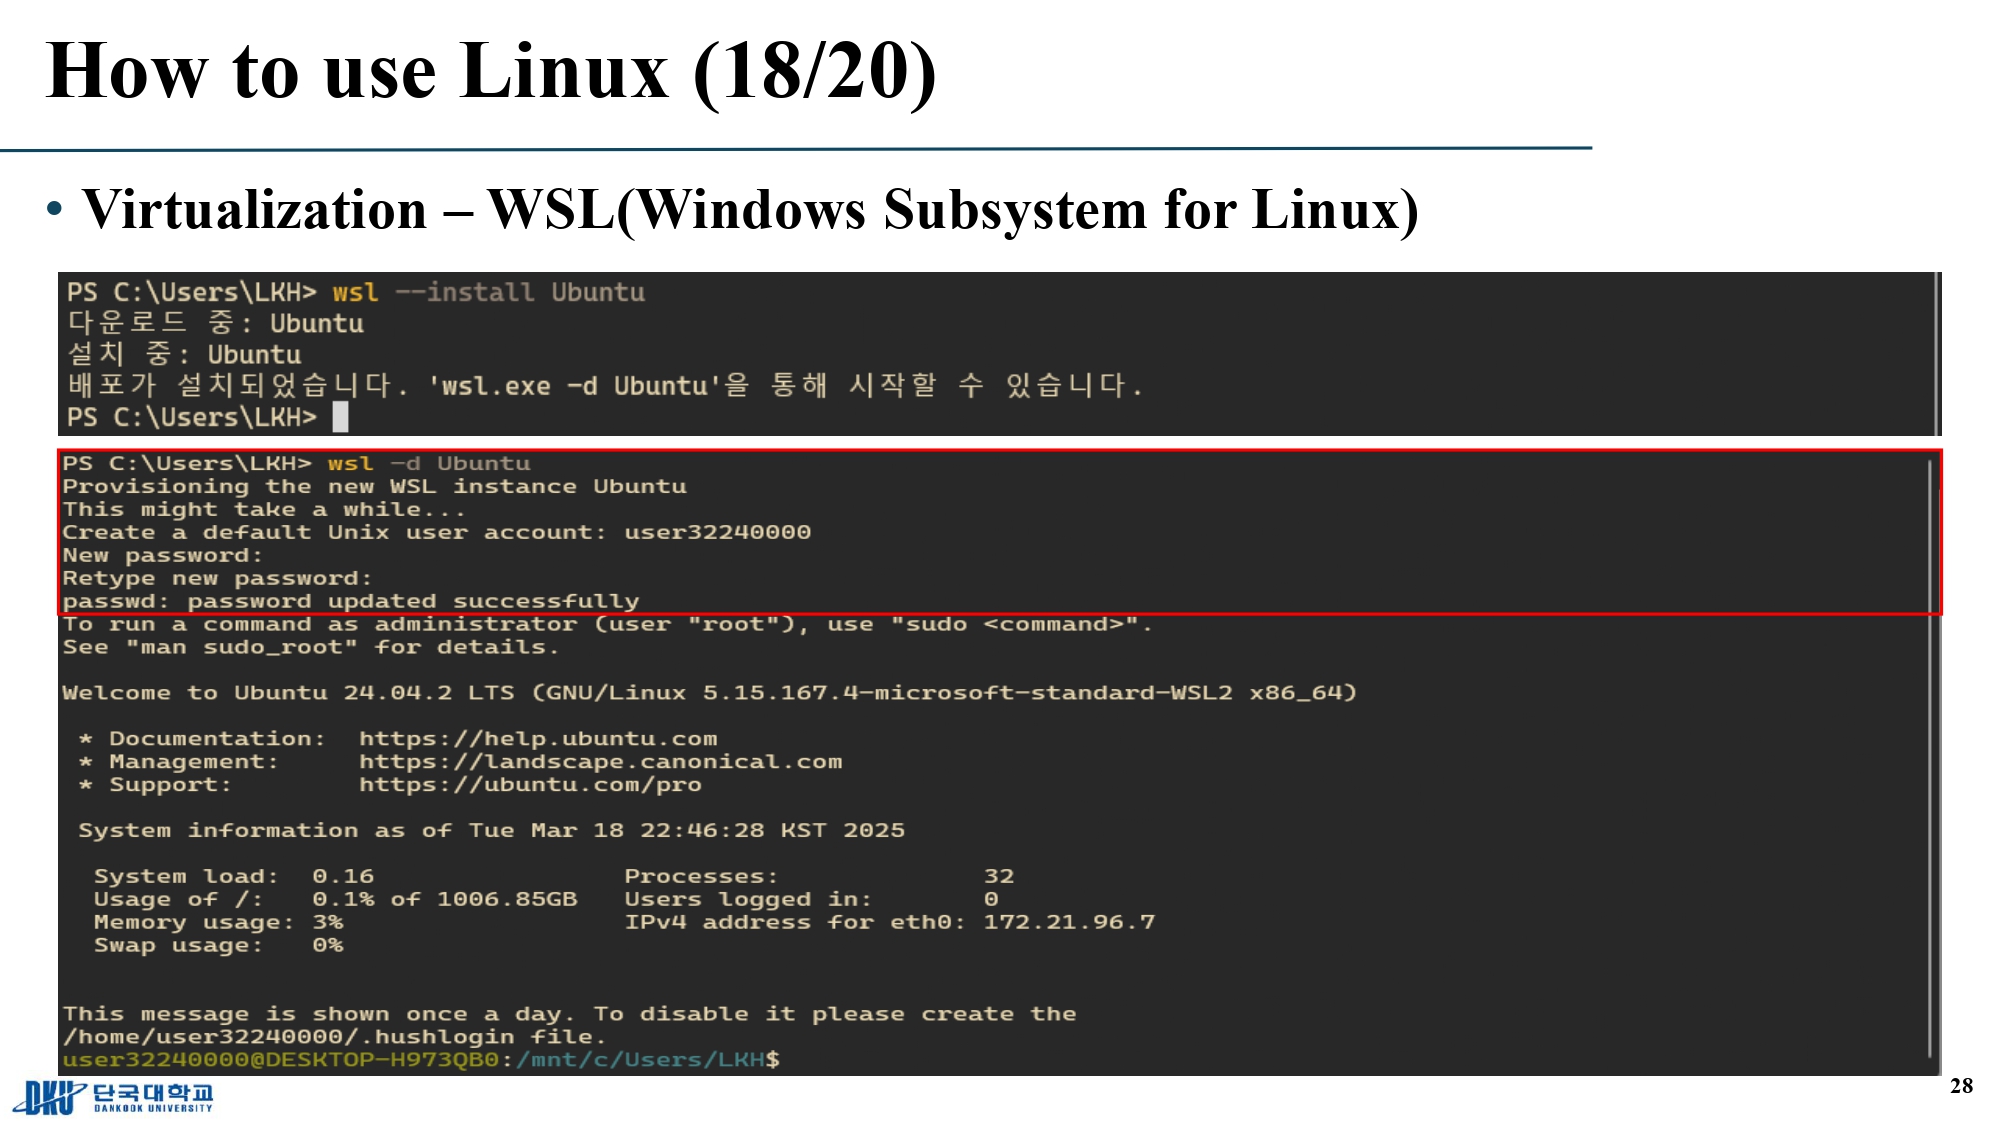 How to use Linux (18/20)
• Virtualization – WSL(Windows Subsystem for Linux)
PS C:\Users\LKH> wsl --install Ubuntu
다운로드 중: Ubuntu
설치 중: Ubuntu
배포가 설치되었습니다. 'wsl.exe -d Ubuntu'을 통해 시작할 수 있습니다.
PS C:\Users\LKH>
PS C:\Users\LKH> wsl -d Ubuntu
Provisioning the new WSL instance Ubuntu
This might take a while...
Create a default Unix user account: user32240000
New password:
Retype new password:
passwd: password updated successfully
To run a command as administrator (user "root"), use "sudo <command>".
See "man sudo_root" for details.
Welcome to Ubuntu 24.04.2 LTS (GNU/Linux 5.15.167.4-microsoft-standard-WSL2 x86_64)
* Documentation: https://help.ubuntu.com
* Management: https://landscape.canonical.com
* Support: https://ubuntu.com/pro
System information as of Tue Mar 18 22:46:28 KST 2025
System load: 0.16 Processes: 32
Usage of /: 0.1% of 1006.85GB Users logged in: 0
Memory usage: 3% IPv4 address for eth0: 172.21.96.7
Swap usage: 0%
This message is shown once a day. To disable it please create the
/home/user32240000/.hushlogin file.
user32240000@DESKTOP-H973QB0:/mnt/c/Users/LKH$
DKU 단국대학교
DANKOOK UNIVERSITY
28